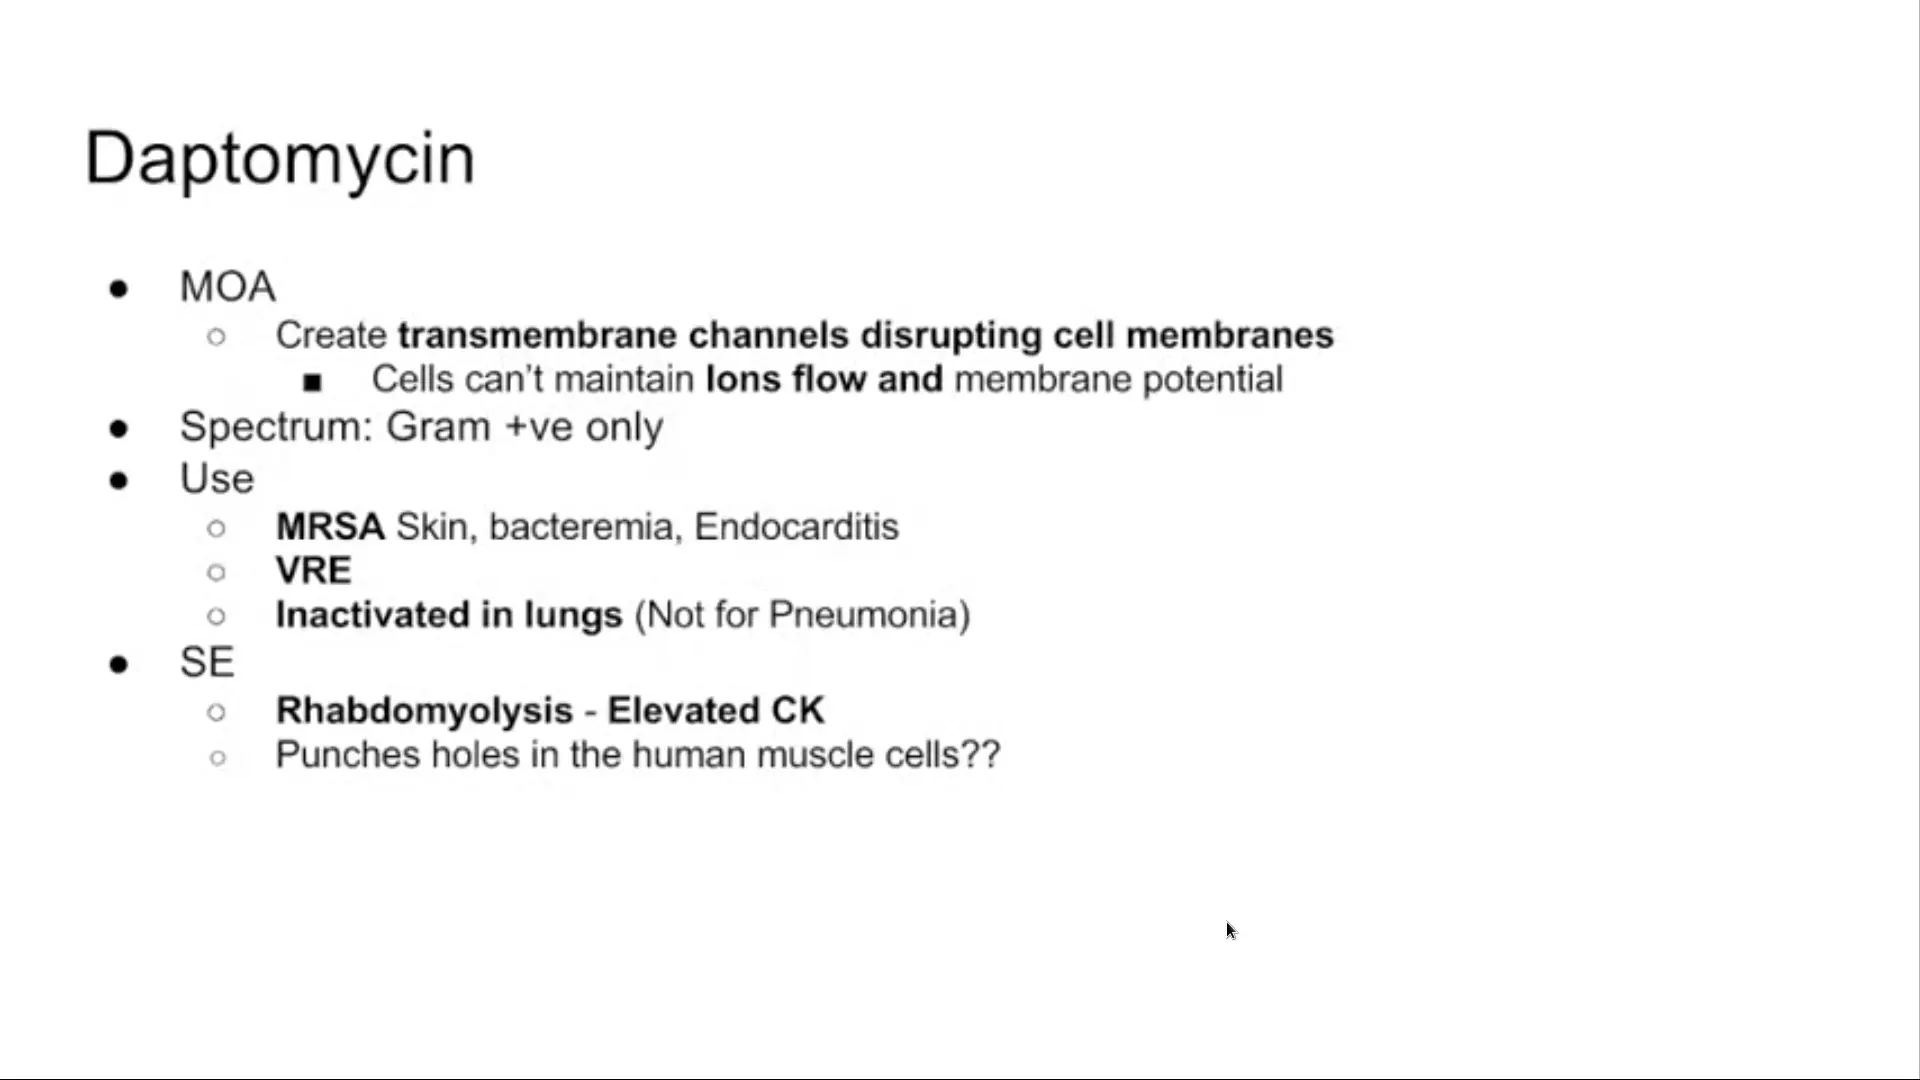 Daptomycin
● MOA
○ Create transmembrane channels disrupting cell membranes
■ Cells can't maintain Ions flow and membrane potential
● Spectrum: Gram +ve only
● Use
○ MRSA Skin, bacteremia, Endocarditis
○ VRE
○ Inactivated in lungs (Not for Pneumonia)
● SE
○ Rhabdomyolysis - Elevated CK
○ Punches holes in the human muscle cells??